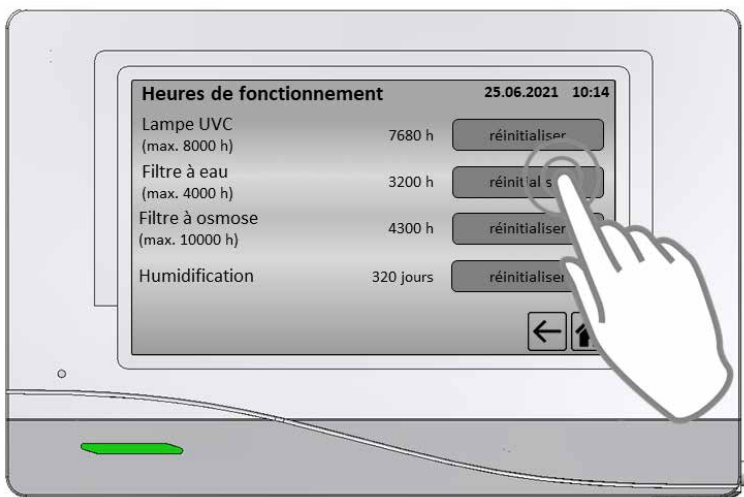 Heures de fonctionnement 25.06.2021 10:14
Lampe UVC 7680 h réinitialiser
(max. 8000 h)
Filtre à eau 3200 h
(max. 4000 h)
Filtre à osmose 4300 h réinitialiser
(max. 10000 h)
Humidification 320 jours réinitialiser